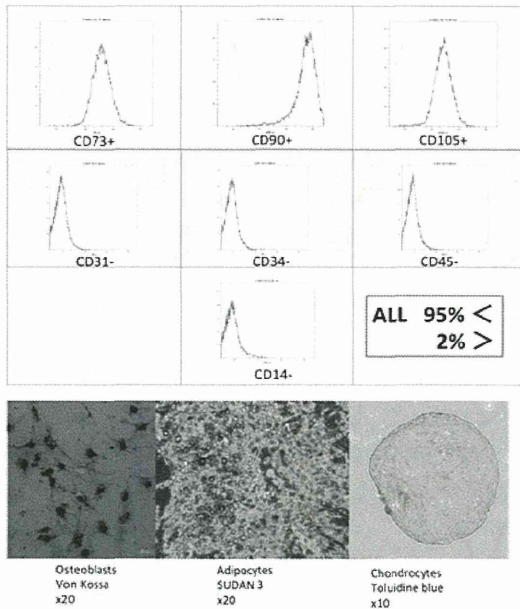 CD73+
CD90+
CD105+
CD31-
CD34-
CD45-
CD14-
ALL 95% <
2% >
Osteoblasts
Von Kossa
x20
Adipocytes
SUDAN 3
x20
Chondrocytes
Toluidine blue
x10